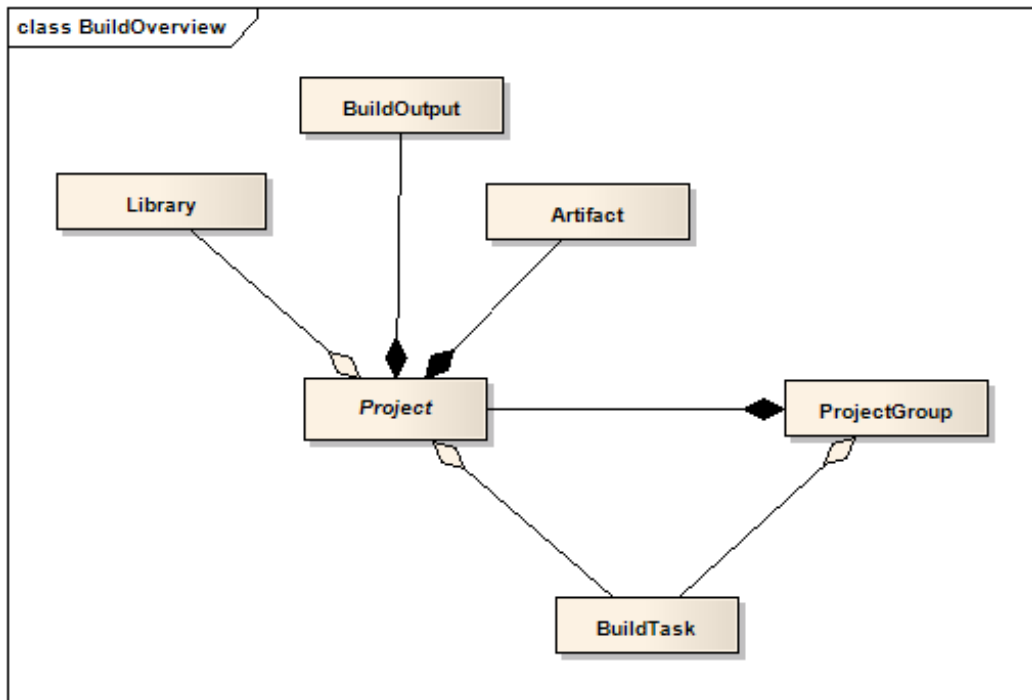 class BuildOverview
BuildOutput
Library
Artifact
Project
ProjectGroup
BuildTask